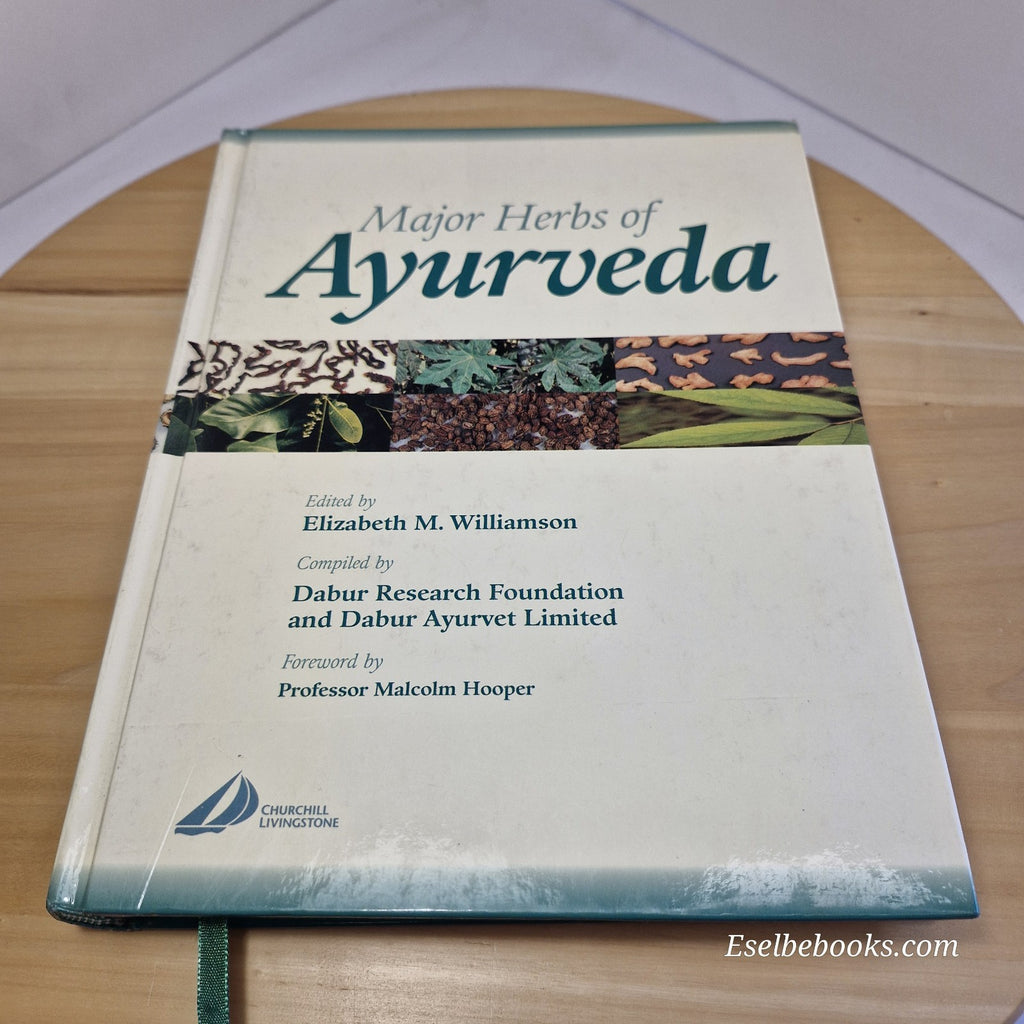 Major Herbs of
Ayurveda
Edited by
Elizabeth M. Williamson
Compiled by
Dabur Research Foundation
and Dabur Ayurvet Limited
Foreword by
Professor Malcolm Hooper
CHURCHILL
LIVINGSTONE
Eselbebooks.com